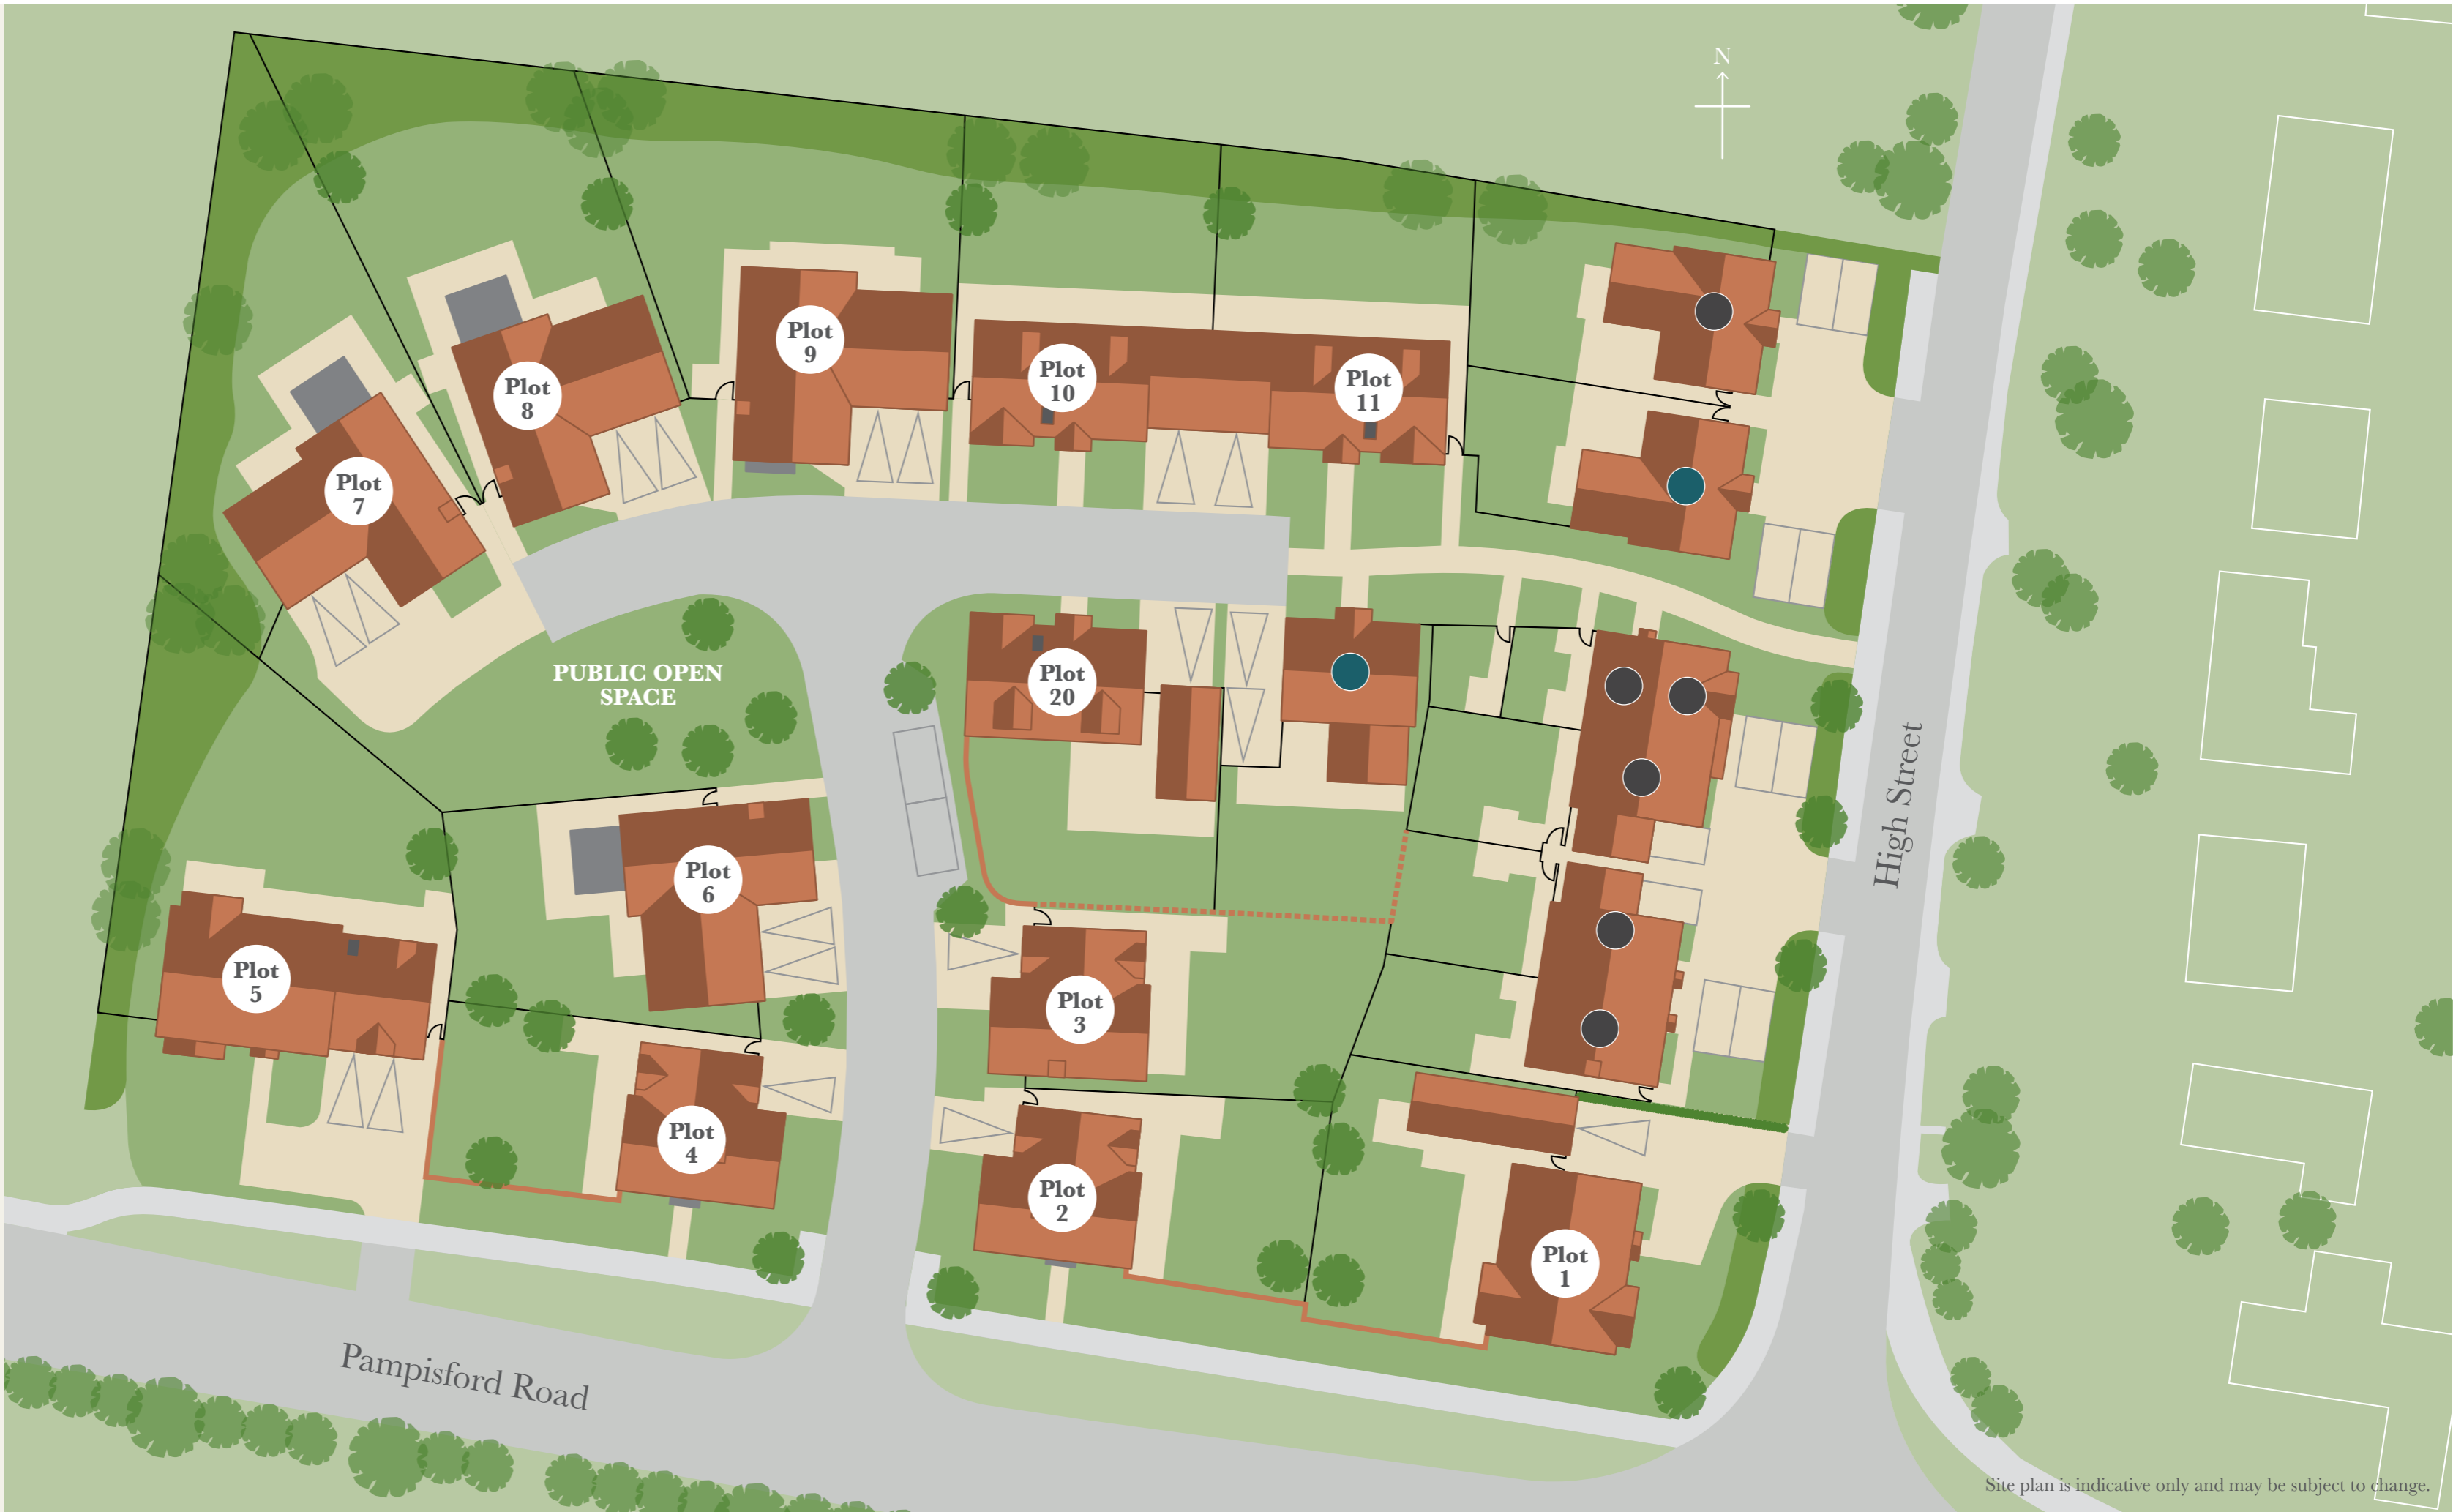 N
Plot
9
Plot
10
Plot
11
Plot
8
Plot
7
PUBLIC OPEN
SPACE
Plot
20
High Street
Plot
6
Plot
5
Plot
3
Plot
4
Plot
2
Plot
1
Pampisford Road
Site plan is indicative only and may be subject to change.